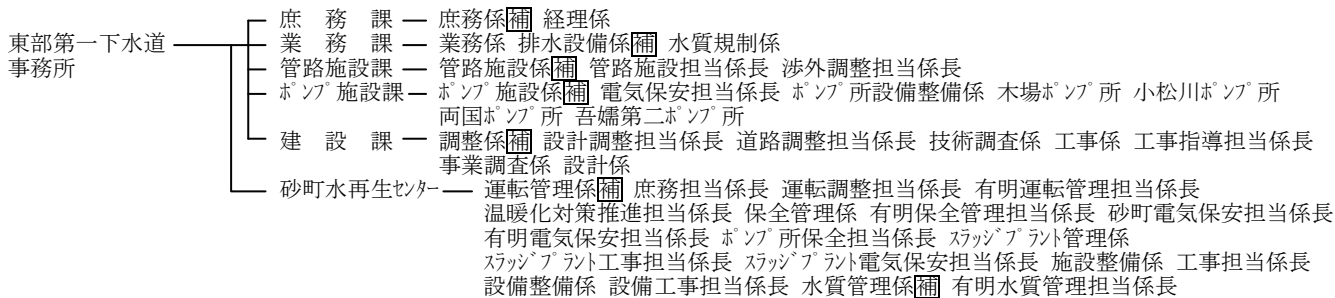 庶務課 庶務係補 経理係
東部第一下水道 業務課 業務係 排水設備係補 水質規制係
事務所 管路施設課 管路施設係補 管路施設担当係長 渉外調整担当係長
ﾎﾟﾝﾌﾟ施設課 ﾎﾟﾝﾌﾟ施設係補 電気保安担当係長 ﾎﾟﾝﾌﾟ所設備整備係 木場ﾎﾟﾝﾌﾟ所 小松川ﾎﾟﾝﾌﾟ所
両国ﾎﾟﾝﾌﾟ所 吾嬬第二ﾎﾟﾝﾌﾟ所
建設課 調整係補 設計調整担当係長 道路調整担当係長 技術調査係 工事係 工事指導担当係長
事業調査係 設計係
砂町水再生ｾﾝﾀｰ 運転管理係補 庶務担当係長 運転調整担当係長 有明運転管理担当係長
温暖化対策推進担当係長 保全管理係 有明保全管理担当係長 砂町電気保安担当係長
有明電気保安担当係長 ﾎﾟﾝﾌﾟ所保全担当係長 ｽﾗｯｼﾞﾌﾟﾗﾝﾄ管理係
ｽﾗｯｼﾞﾌﾟﾗﾝﾄ工事担当係長 ｽﾗｯｼﾞﾌﾟﾗﾝﾄ電気保安担当係長 施設整備係 工事担当係長
設備整備係 設備工事担当係長 水質管理係補 有明水質管理担当係長